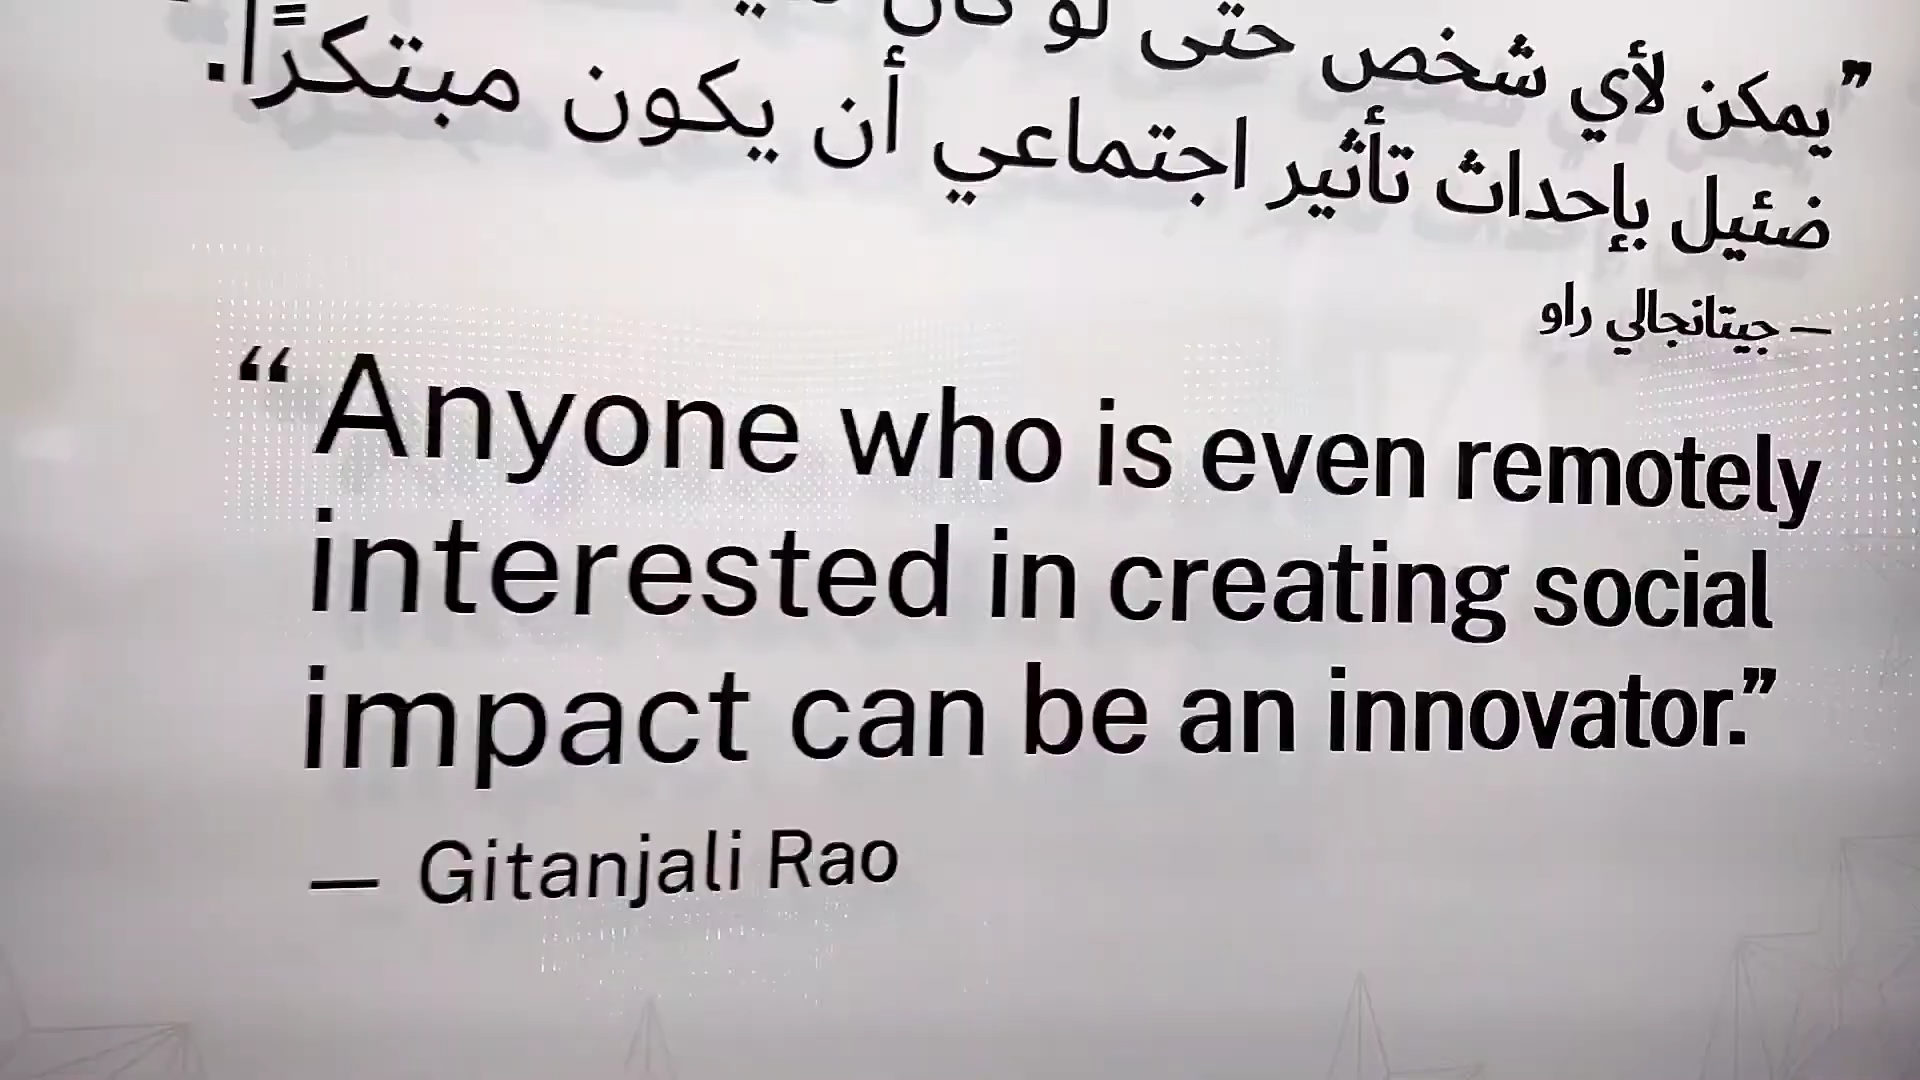 ”يمكن لأي شخص حتى لو كان
ضئيل بإحداث تأثير اجتماعي أن يكون مبتكرًا.
— جيتانجالي راو
“Anyone who is even remotely
interested in creating social
impact can be an innovator.”
— Gitanjali Rao